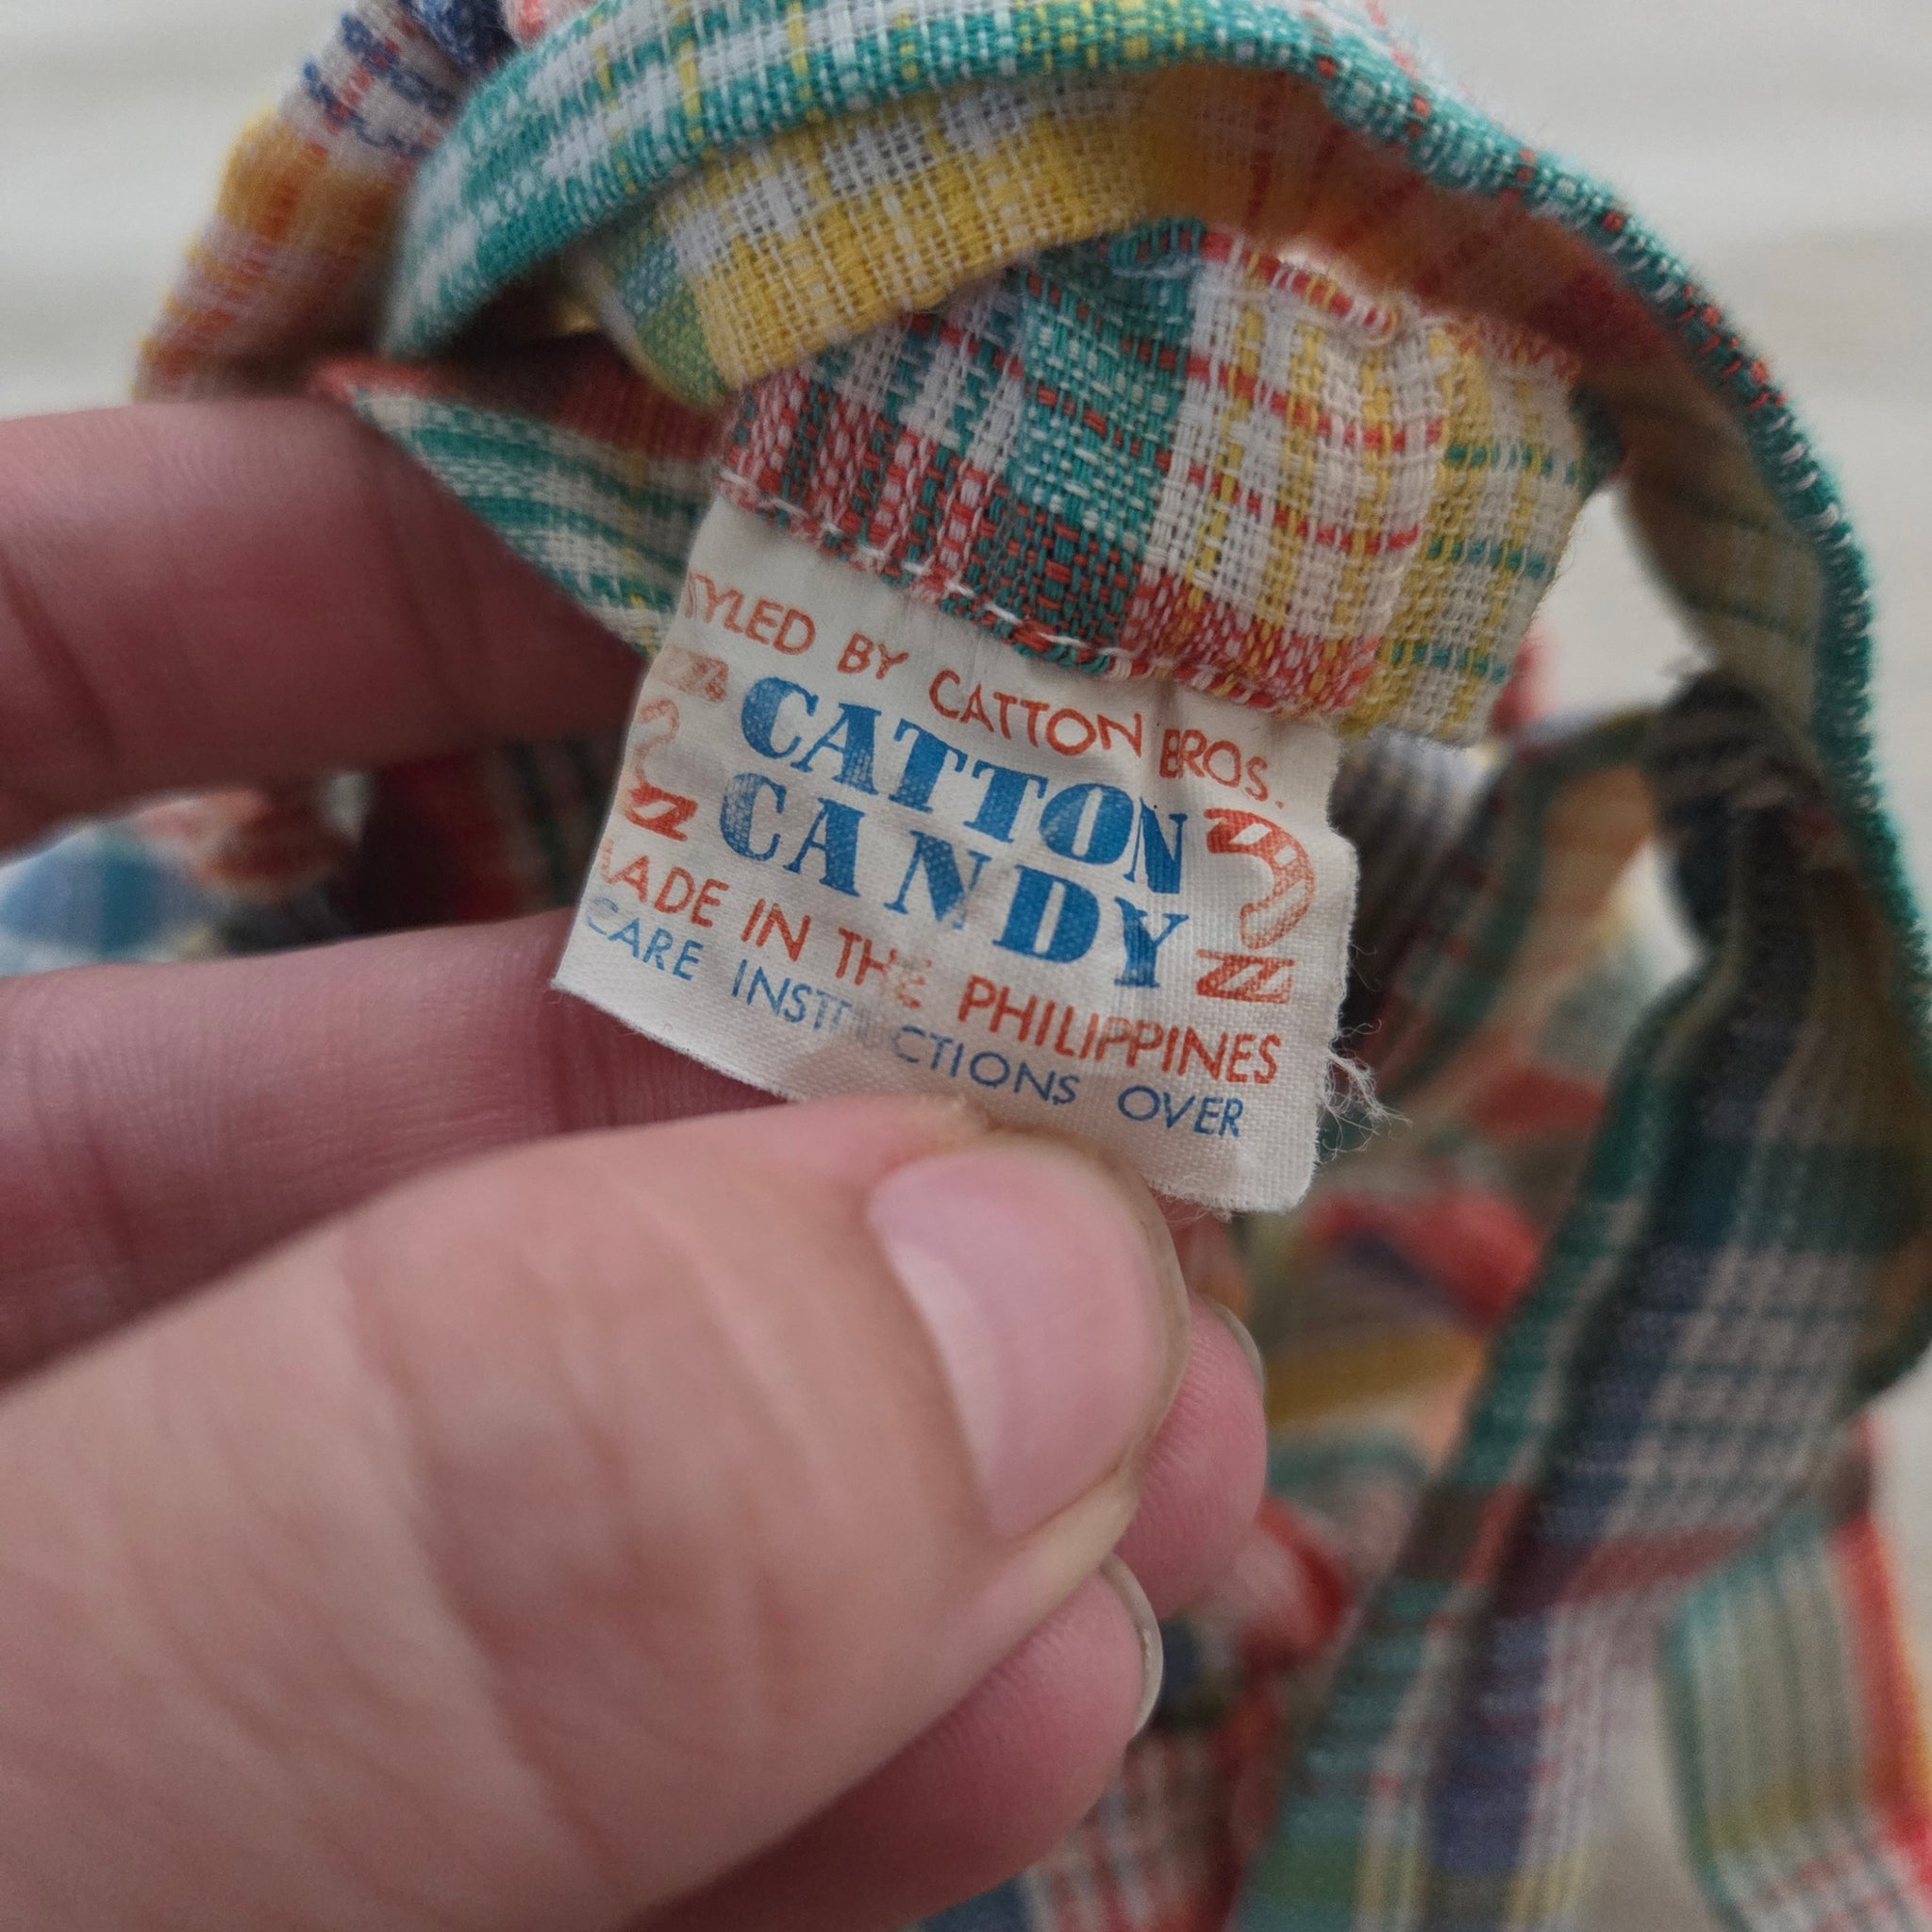 STYLED BY CATTON BROS.
CATTON
CANDY
MADE IN THE PHILIPPINES
CARE INSTRUCTIONS OVER